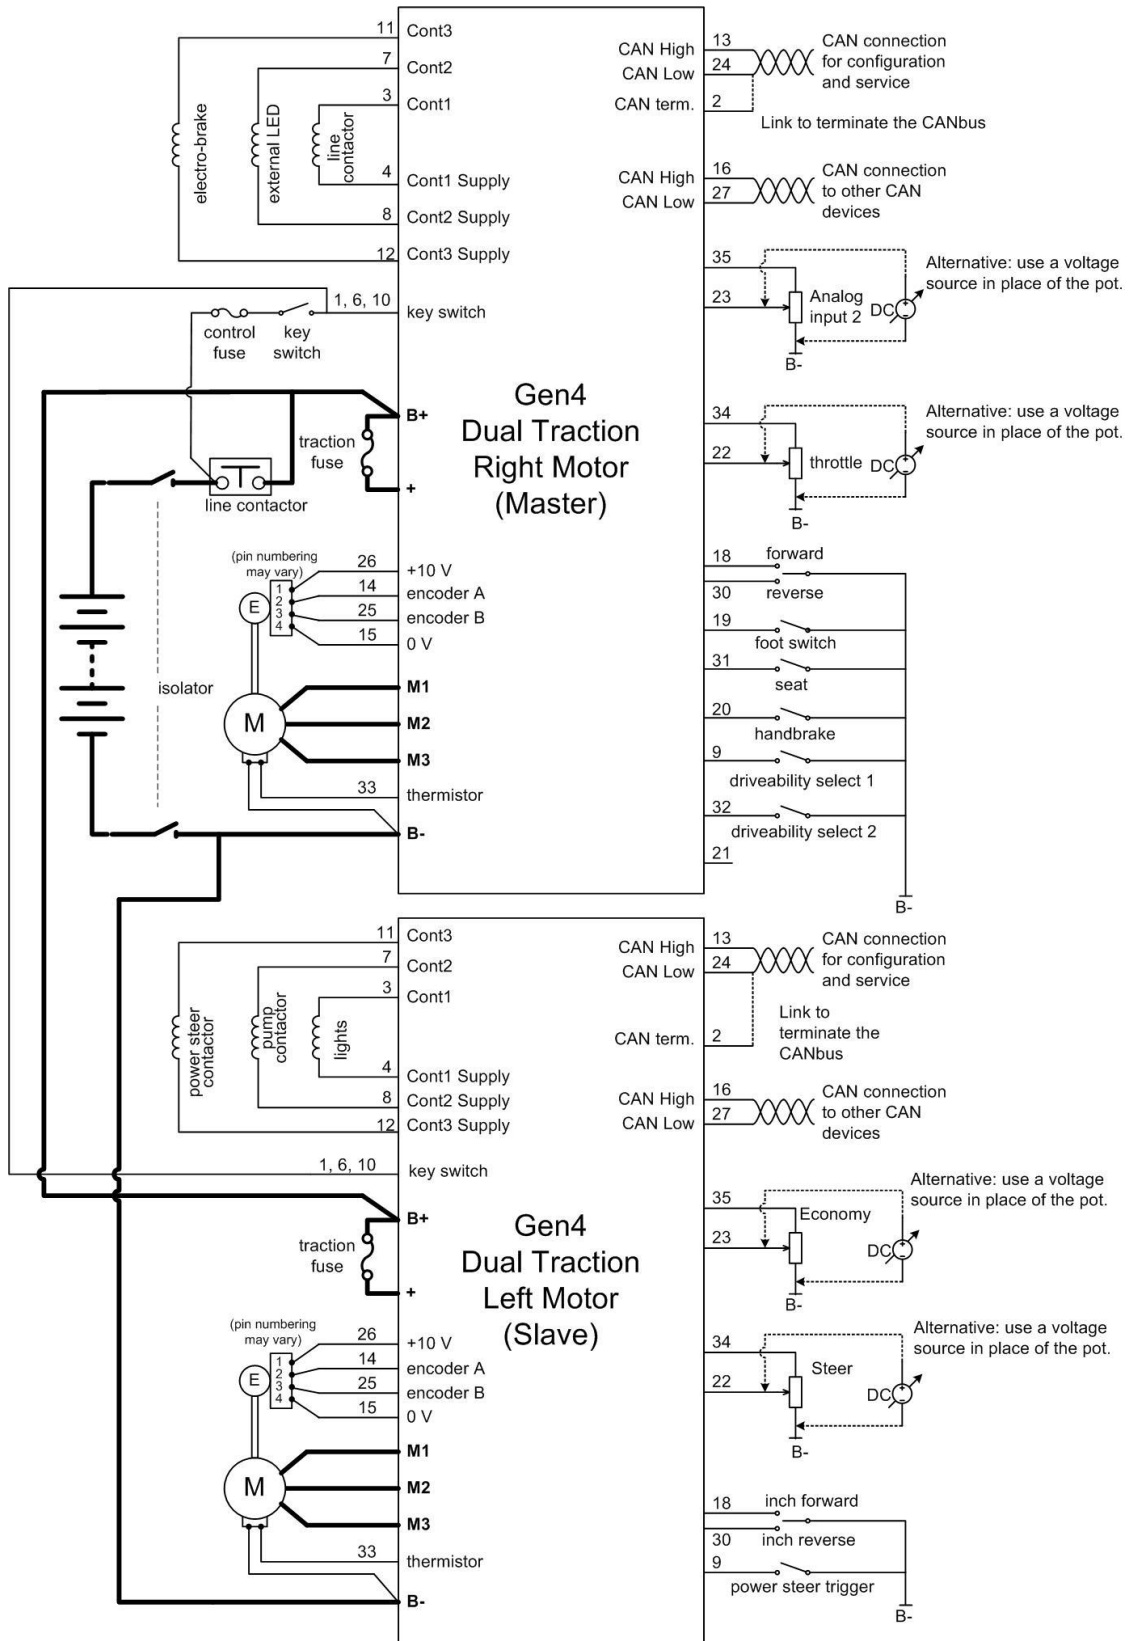 11 Cont3
7 Cont2
3 Cont1
electro-brake
external LED
line
contactor
4 Cont1 Supply
8 Cont2 Supply
12 Cont3 Supply
1, 6, 10 key switch
control
fuse
key
switch
B+
traction
fuse
+
line contactor
Gen4
Dual Traction
Right Motor
(Master)
(pin numbering
may vary)
E
1
2
3
4
26 +10 V
14 encoder A
25 encoder B
15 0 V
isolator
M
M1
M2
M3
33 thermistor
B-
CAN High 13
CAN Low 24
CAN term. 2
CAN connection
for configuration
and service
Link to terminate the CANbus
CAN High 16
CAN Low 27
CAN connection
to other CAN
devices
35
23
Analog
input 2
DC
B-
Alternative: use a voltage
source in place of the pot.
34
22
throttle
DC
B-
Alternative: use a voltage
source in place of the pot.
18 forward
30 reverse
19
foot switch
31
seat
20
handbrake
9
driveability select 1
32
driveability select 2
21
B-
11 Cont3
7 Cont2
3 Cont1
power steer
contactor
pump
contactor
lights
4 Cont1 Supply
8 Cont2 Supply
12 Cont3 Supply
1, 6, 10 key switch
B+
traction
fuse
+
Gen4
Dual Traction
Left Motor
(Slave)
(pin numbering
may vary)
E
1
2
3
4
26 +10 V
14 encoder A
25 encoder B
15 0 V
M
M1
M2
M3
33 thermistor
B-
CAN High 13
CAN Low 24
CAN term. 2
CAN connection
for configuration
and service
Link to
terminate the
CANbus
CAN High 16
CAN Low 27
CAN connection
to other CAN
devices
35
23
Economy
DC
B-
Alternative: use a voltage
source in place of the pot.
34
22
Steer
DC
B-
Alternative: use a voltage
source in place of the pot.
18 inch forward
30 inch reverse
9
power steer trigger
B-